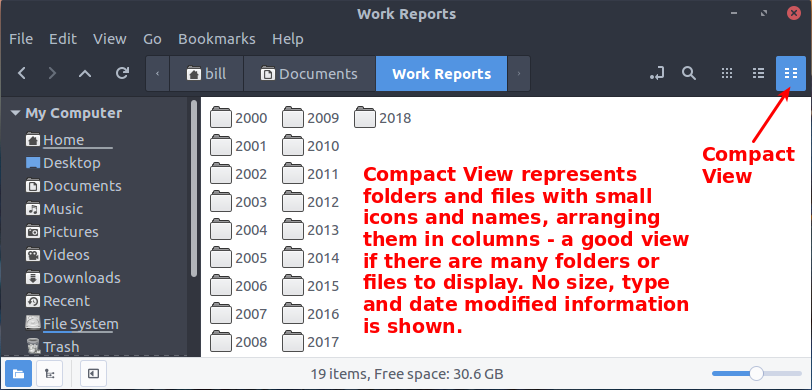 Work Reports
File Edit View Go Bookmarks Help
bill Documents Work Reports
My Computer
Home
Desktop
Documents
Music
Pictures
Videos
Downloads
Recent
File System
Trash
2000 2009 2018
2001 2010
2002 2011
2003 2012
2004 2013
2005 2014
2006 2015
2007 2016
2008 2017
Compact
View
Compact View represents
folders and files with small
icons and names, arranging
them in columns - a good view
if there are many folders or
files to display. No size, type
and date modified information
is shown.
19 items, Free space: 30.6 GB